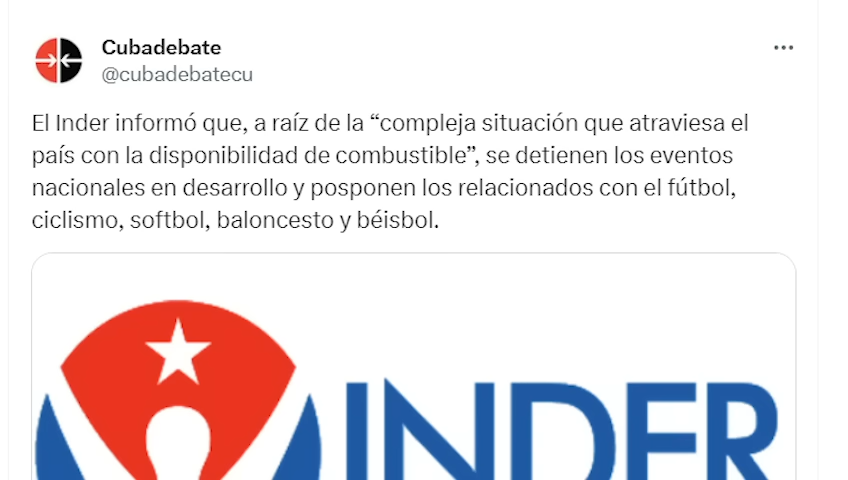 Cubadebate
@cubadebatecu
El Inder informó que, a raíz de la “compleja situación que atraviesa el
país con la disponibilidad de combustible”, se detienen los eventos
nacionales en desarrollo y posponen los relacionados con el fútbol,
ciclismo, softbol, baloncesto y béisbol.
INDER